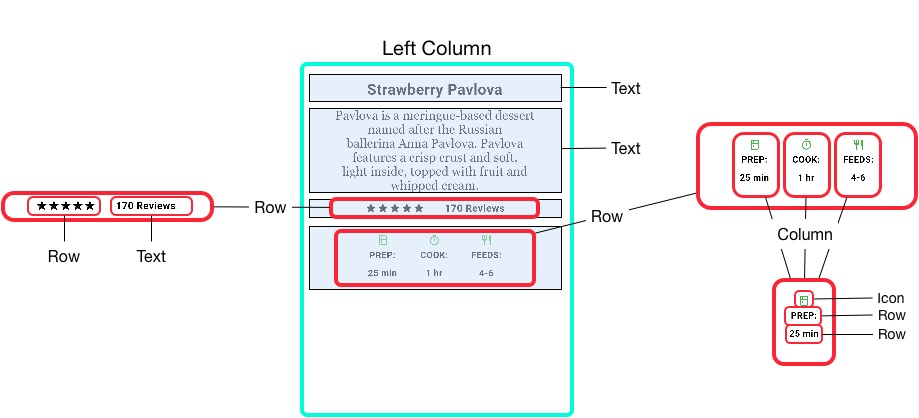 Left Column
Strawberry Pavlova
Text
Pavlova is a meringue-based dessert
named after the Russian
ballerina Anna Pavlova. Pavlova
features a crisp crust and soft,
light inside, topped with fruit and
whipped cream.
Text
★★★★★ 170 Reviews
Row
Text
Row
★★★★★ 170 Reviews
Row
PREP: COOK: FEEDS:
25 min 1 hr 4-6
PREP: COOK: FEEDS:
25 min 1 hr 4-6
Column
Icon
PREP:
Row
25 min
Row